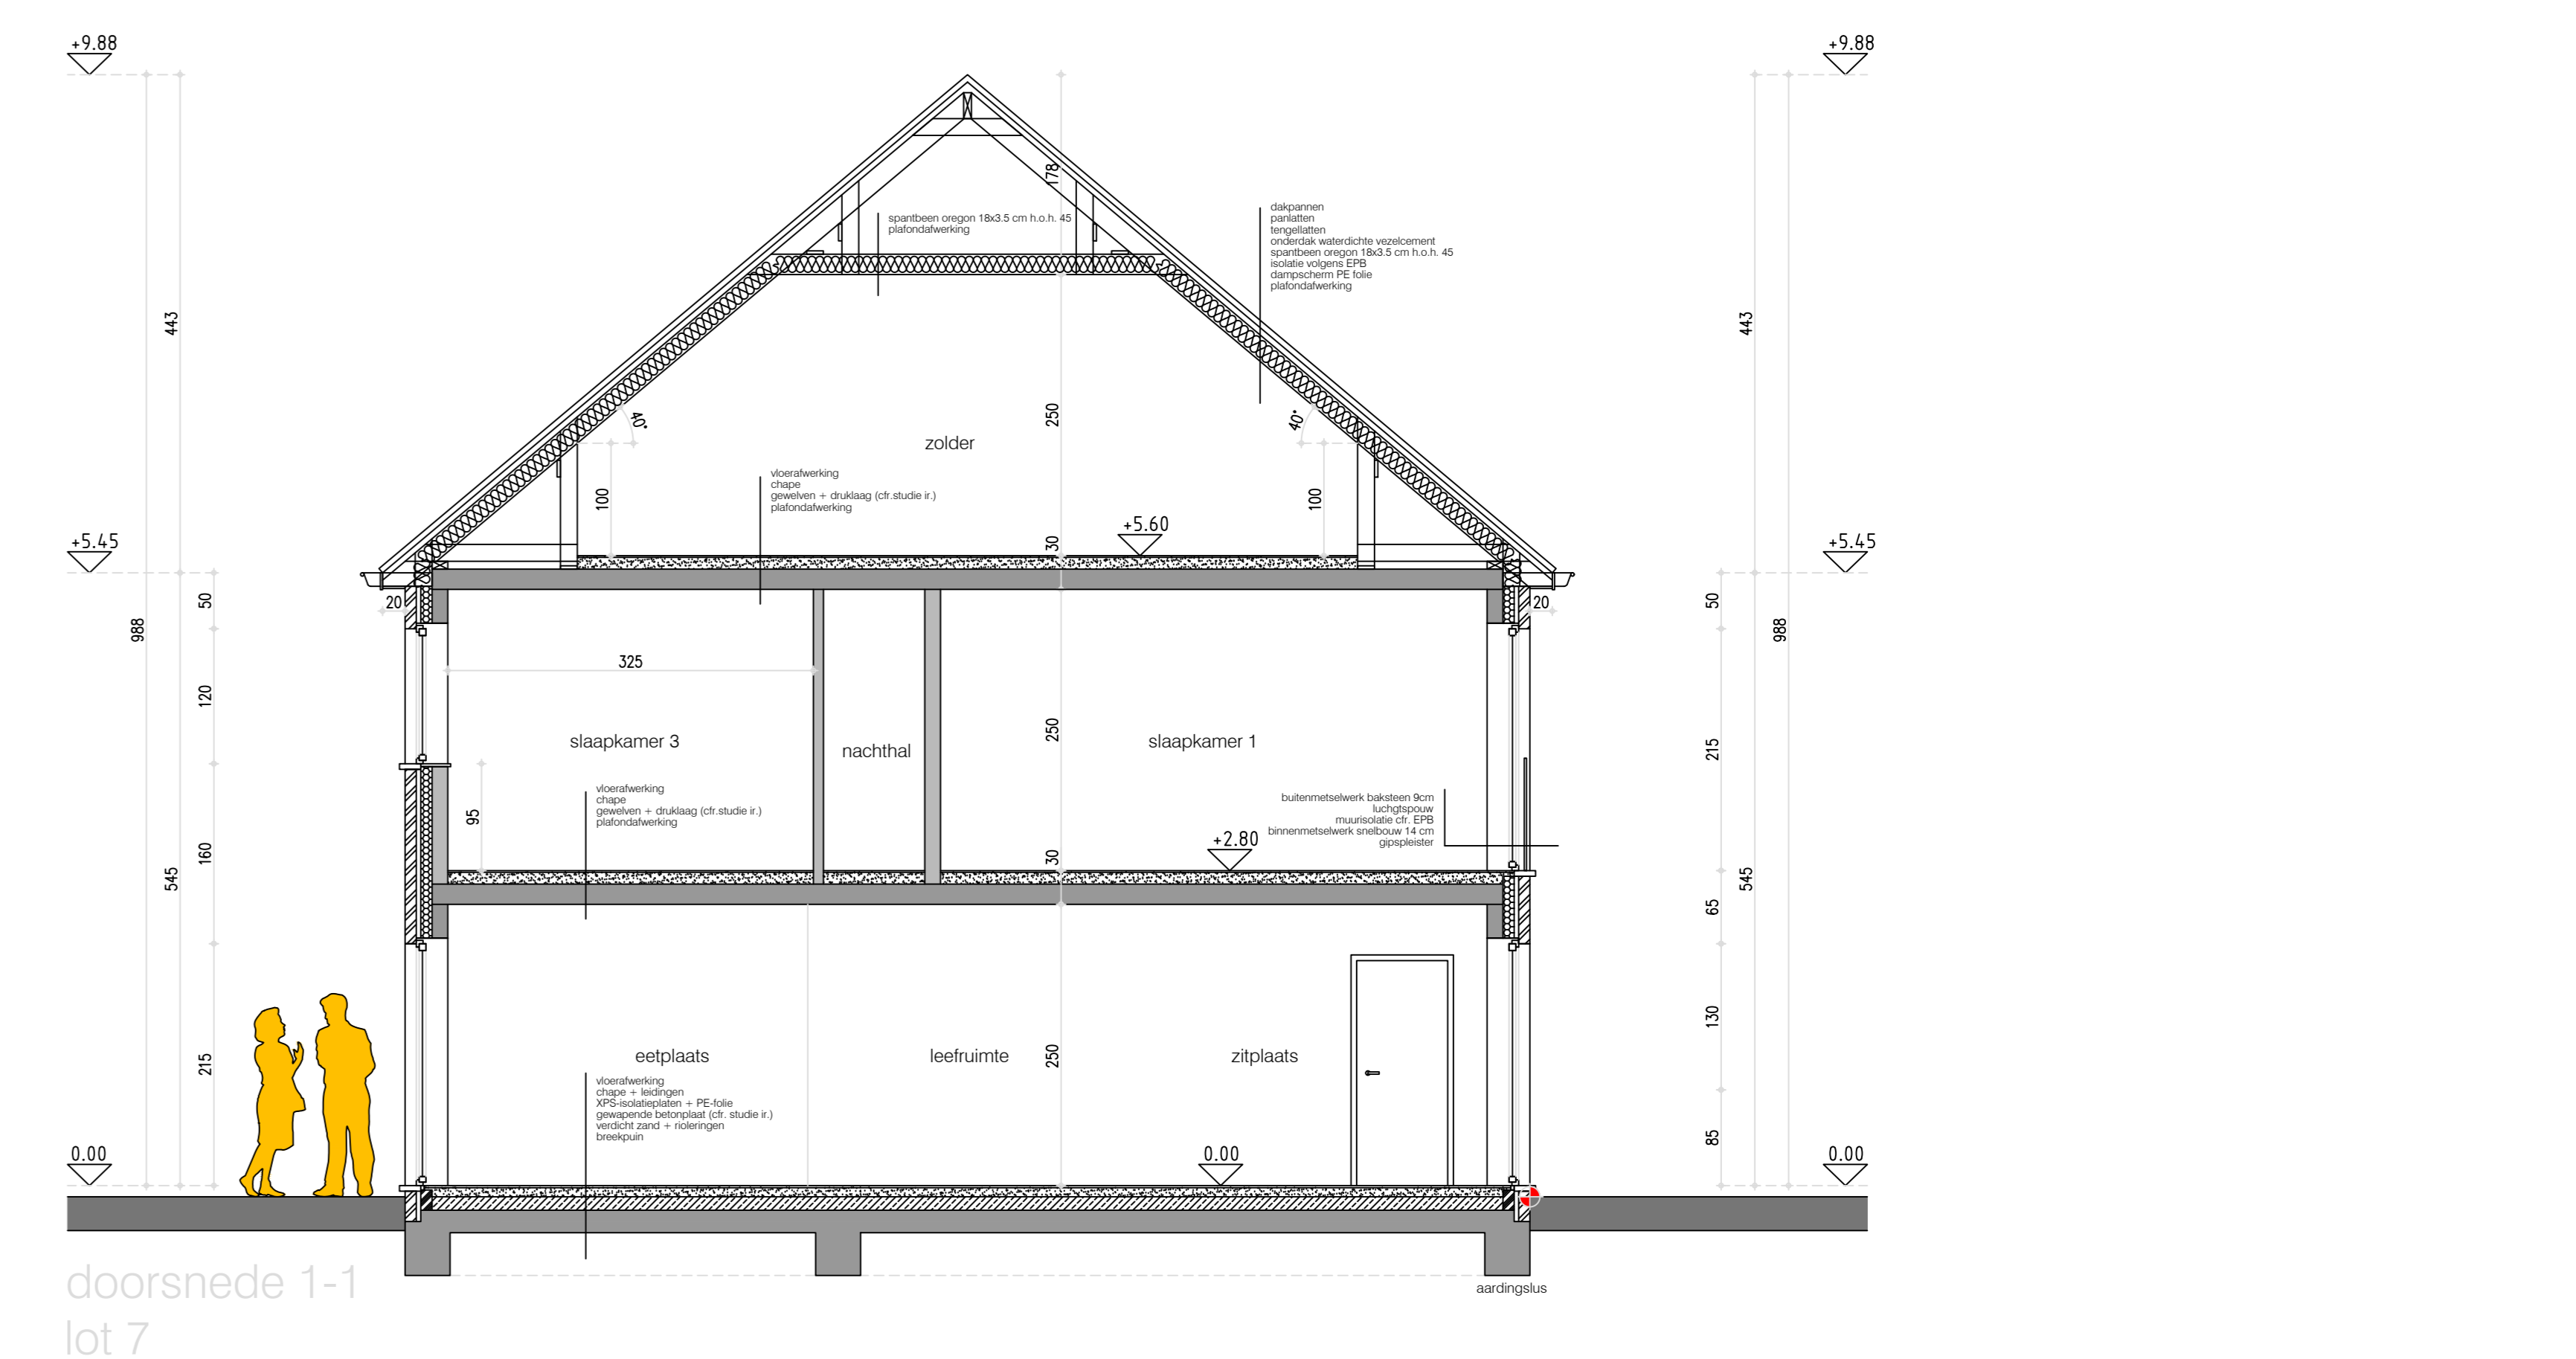 +9.88
+9.88
178
dakpannen
panlatten
tengellatten
onderdak waterdichte vezelcement
spantbeen oregon 18x3.5 cm h.o.h. 45
isolatie volgens EPB
dampscherm PE folie
plafondafwerking
spantbeen oregon 18x3.5 cm h.o.h. 45
plafondafwerking
443
443
40°
250
40°
zolder
vloerafwerking
chape
gewelven + druklaag (cfr.studie ir.)
plafondafwerking
100
100
+5.45
+5.60
30
+5.45
50
20
20
50
988
988
325
120
slaapkamer 3
nachthal
250
slaapkamer 1
215
vloerafwerking
chape
gewelven + druklaag (cfr.studie ir.)
plafondafwerking
95
buitenmetselwerk baksteen 9cm
luchgtspouw
muurisolatie cfr. EPB
binnenmetselwerk snelbouw 14 cm
gipspleister
+2.80
160
30
545
545
65
130
215
eetplaats
leefruimte
250
zitplaats
vloerafwerking
chape + leidingen
XPS-isolatieplaten + PE-folie
gewapende betonplaat (cfr. studie ir.)
verdicht zand + rioleringen
breekpuin
85
0.00
0.00
0.00
aardingslus
doorsnede 1-1
lot 7